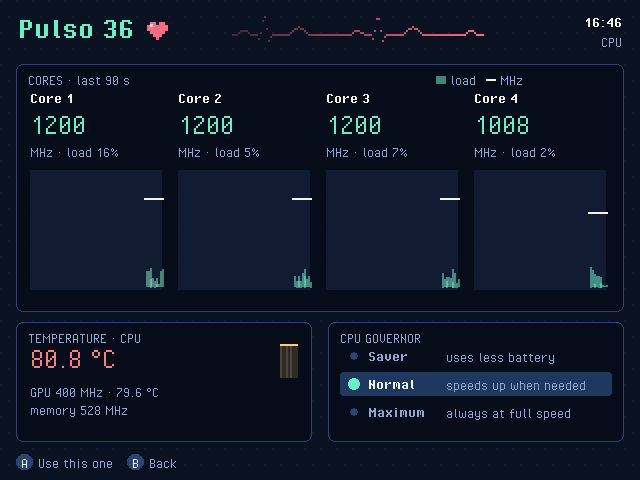 Pulso 36
16:46
CPU
CORES · last 90 s
load
MHz
Core 1
Core 2
Core 3
Core 4
1200
1200
1200
1008
MHz · load 16%
MHz · load 5%
MHz · load 7%
MHz · load 2%
TEMPERATURE · CPU
80.8 °C
GPU 400 MHz · 79.6 °C
memory 528 MHz
CPU GOVERNOR
Saver uses less battery
Normal speeds up when needed
Maximum always at full speed
A Use this one B Back